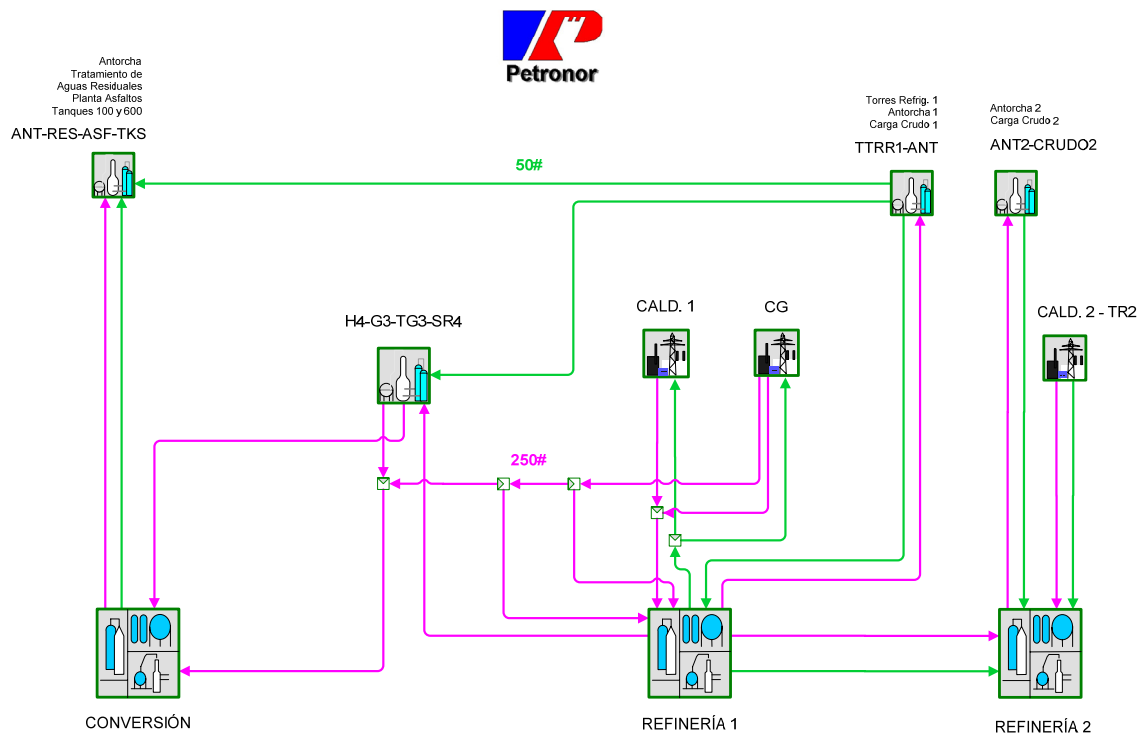 Petronor
Antorcha
Tratamiento de
Aguas Residuales
Planta Asfaltos
Tanques 100 y 600
ANT-RES-ASF-TKS
Torres Refrig. 1
Antorcha 1
Carga Crudo 1
TTRR1-ANT
Antorcha 2
Carga Crudo 2
ANT2-CRUDO2
50#
H4-G3-TG3-SR4
CALD. 1
CG
CALD. 2 - TR2
250#
CONVERSIÓN
REFINERÍA 1
REFINERÍA 2